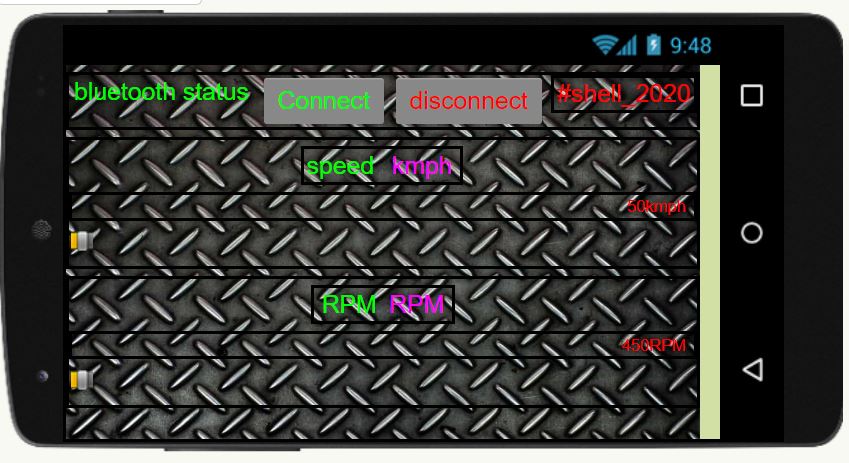 9:48
bluetooth status Connect disconnect #shell_2020
speed kmph
50kmph
RPM RPM
450RPM